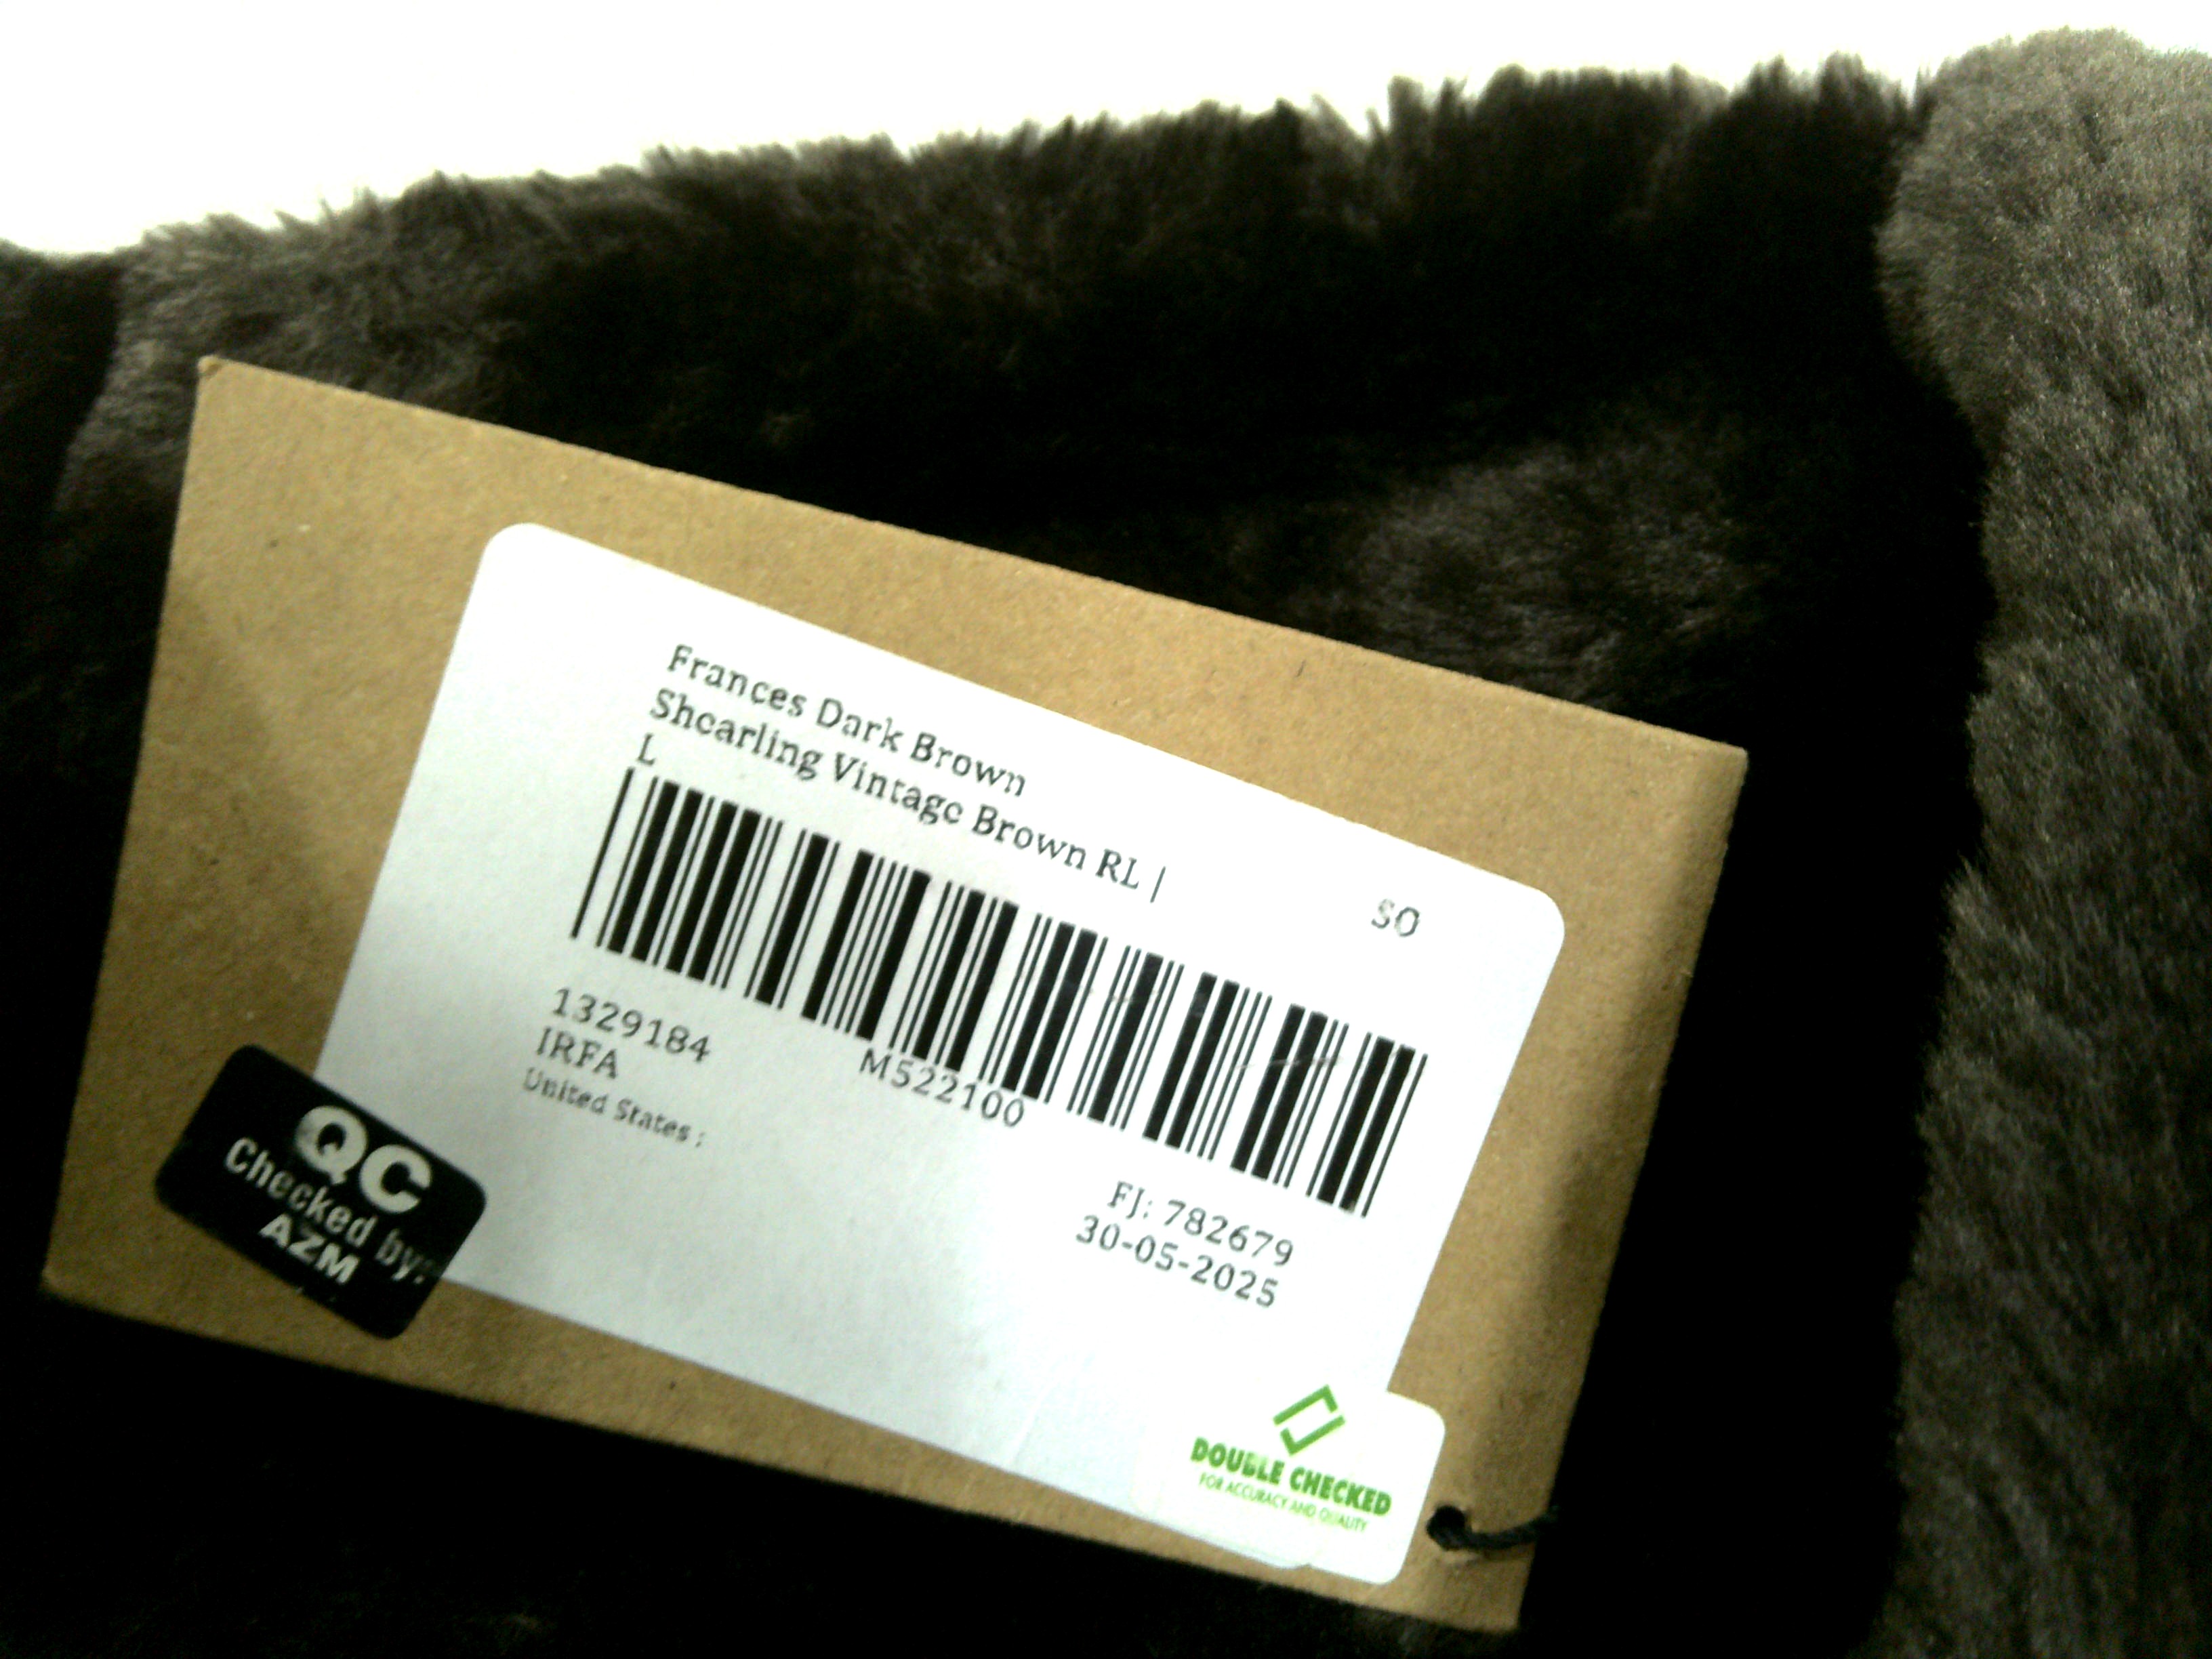 Frances Dark Brown
Shearling Vintage Brown RL |
L
SO
1329184
IRFA
M522100
United States ;
FJ: 782679
30-05-2025
QC
Checked by:
AZM
DOUBLE CHECKED
FOR ACCURACY AND QUALITY